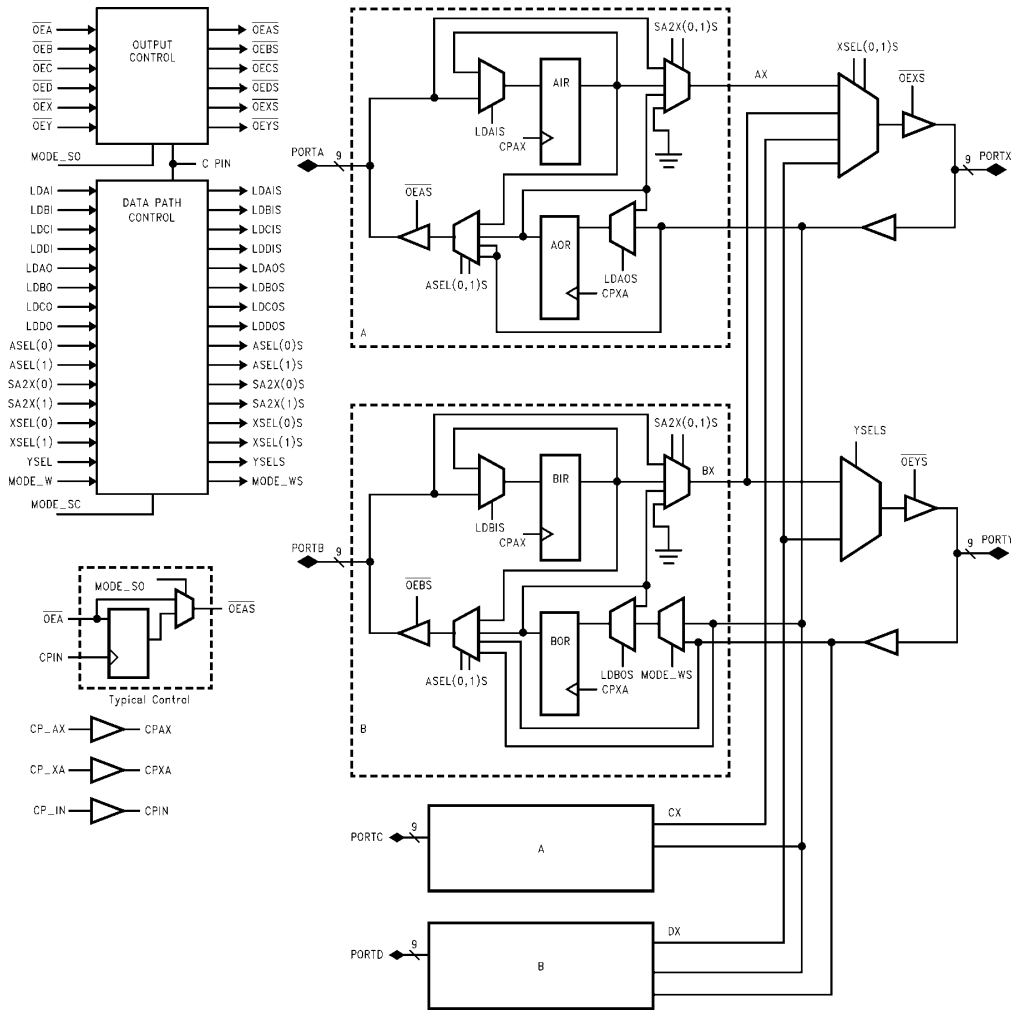 OEA
OEB
OEC
OED
OEX
OEY
OUTPUT
CONTROL
OEAS
OEBS
OECS
OEDS
OEXS
OEYS
MODE_SO
C PIN
LDAI
LDBI
LDCI
LDDI
LDAO
LDBO
LDCO
LDDO
ASEL(0)
ASEL(1)
SA2X(0)
SA2X(1)
XSEL(0)
XSEL(1)
YSEL
MODE_W
DATA PATH
CONTROL
LDAIS
LDBIS
LDCIS
LDDIS
LDAOS
LDBOS
LDCOS
LDDOS
ASEL(0)S
ASEL(1)S
SA2X(0)S
SA2X(1)S
XSEL(0)S
XSEL(1)S
YSELS
MODE_WS
MODE_SC
MODE_SO
OEA
OEAS
CPIN
Typical Control
CP_AX
CPAX
CP_XA
CPXA
CP_IN
CPIN
PORTA
9
SA2X(0,1)S
AIR
LDAIS
CPAX
AX
OEAS
AOR
LDAOS
CPXA
ASEL(0,1)S
A
XSEL(0,1)S
OEXS
9
PORTX
PORTB
9
SA2X(0,1)S
BIR
LDBIS
CPAX
BX
OEBS
BOR
LDBOS
MODE_WS
CPXA
ASEL(0,1)S
B
YSELS
OEYS
9
PORTY
PORTC
9
A
CX
PORTD
9
B
DX